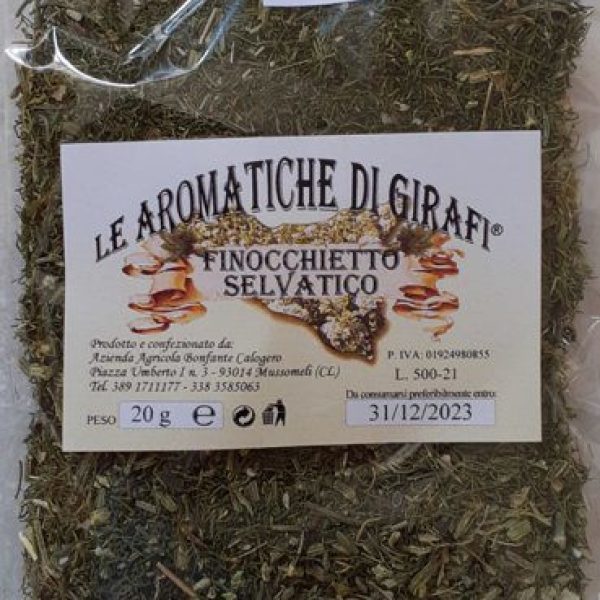 LE AROMATICHE DI GIRAFI®
FINOCCHIETTO
SELVATICO
Prodotto e confezionato da:
Azienda Agricola Bonfante Calogero
Piazza Umberto I n. 3 - 93014 Mussomeli (CL)
Tel. 389 1711177 - 338 3585063
P. IVA: 01924980855
L. 500-21
Da consumarsi preferibilmente entro:
PESO 20 g e 31/12/2023